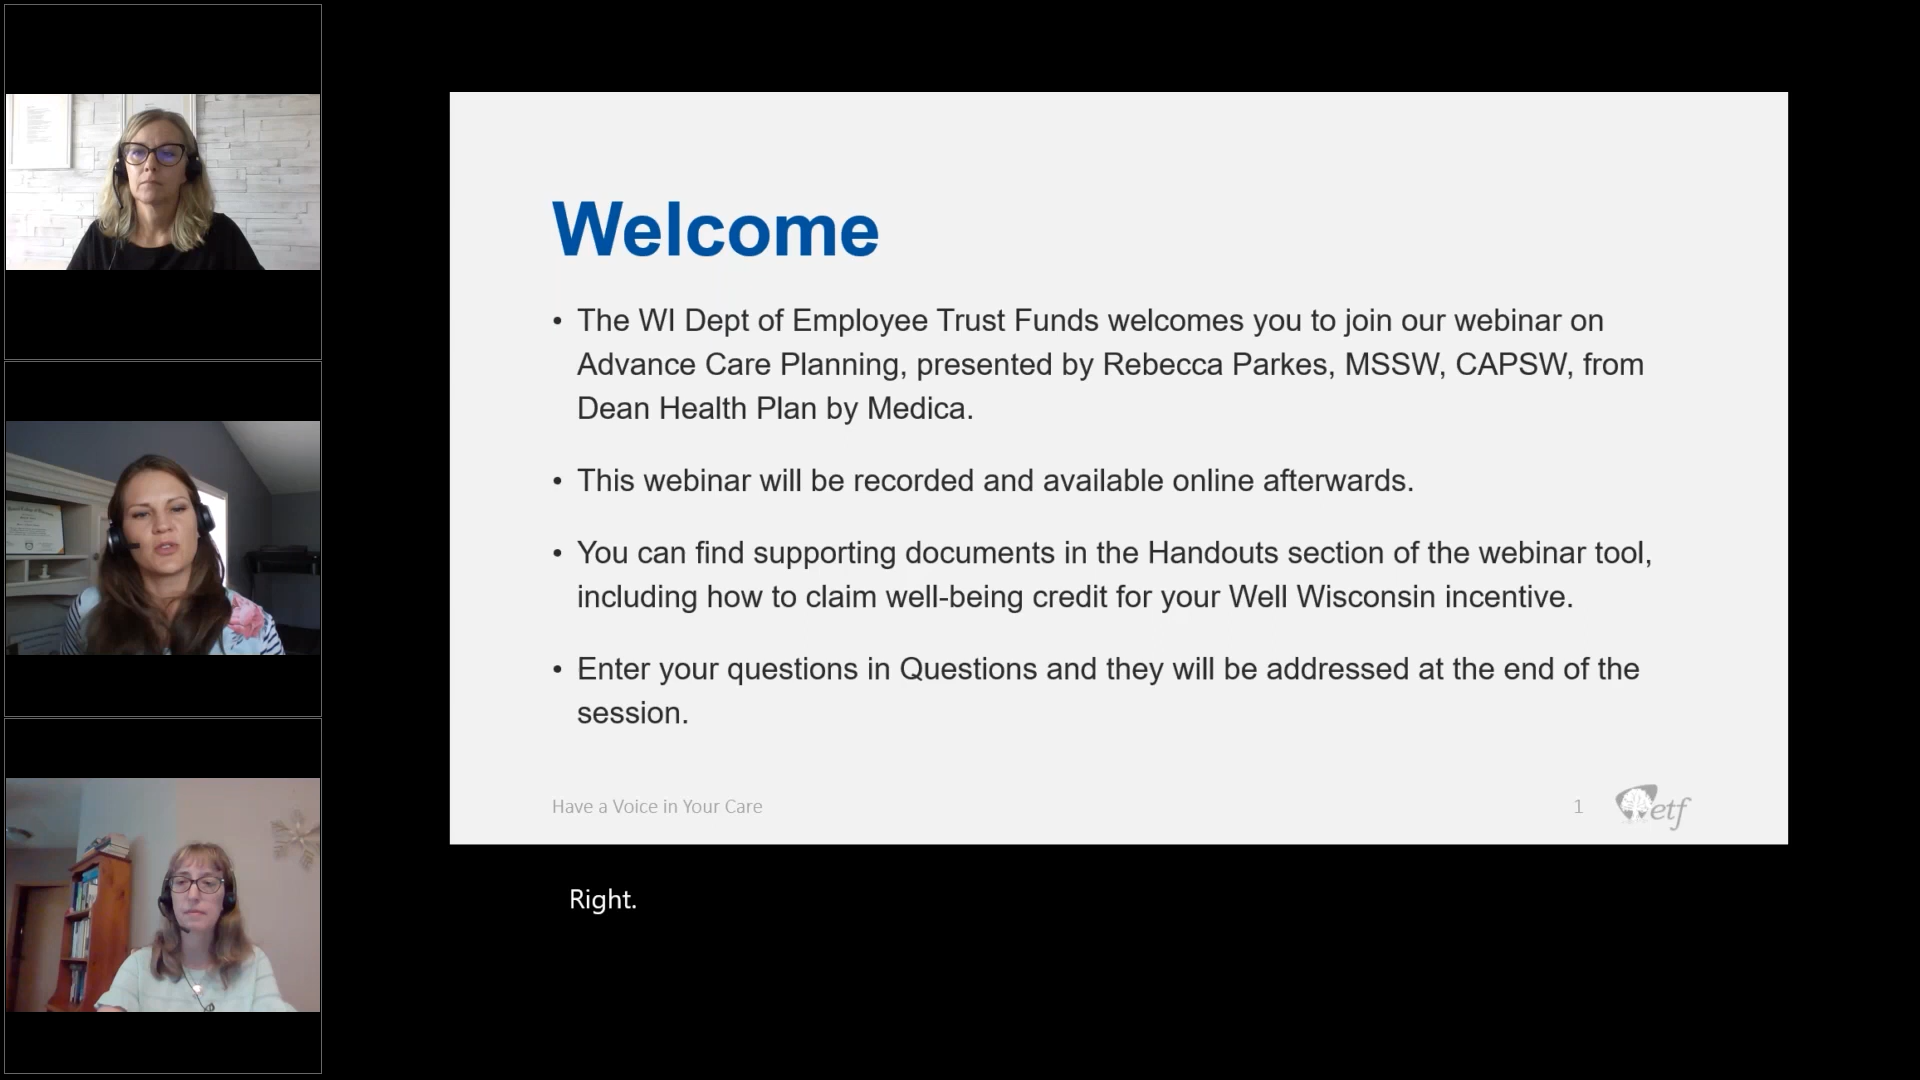 Welcome
• The WI Dept of Employee Trust Funds welcomes you to join our webinar on
Advance Care Planning, presented by Rebecca Parkes, MSSW, CAPSW, from
Dean Health Plan by Medica.
• This webinar will be recorded and available online afterwards.
• You can find supporting documents in the Handouts section of the webinar tool,
including how to claim well-being credit for your Well Wisconsin incentive.
• Enter your questions in Questions and they will be addressed at the end of the
session.
Have a Voice in Your Care
1
etf
Right.